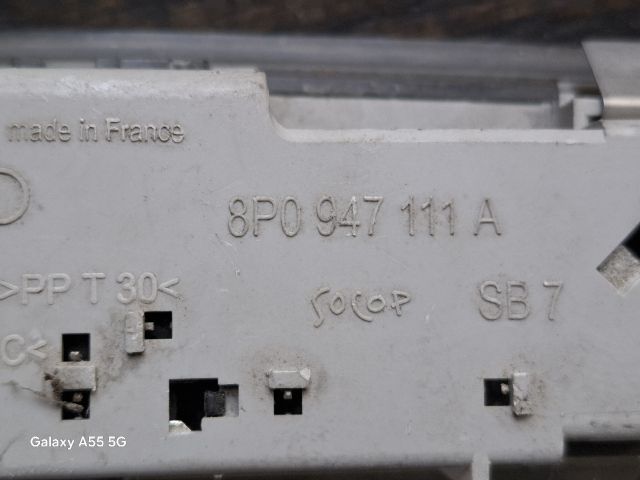 made in France
8P0 947 111 A
>PP T 30<
SOCOP
SB 7
C<
Galaxy A55 5G